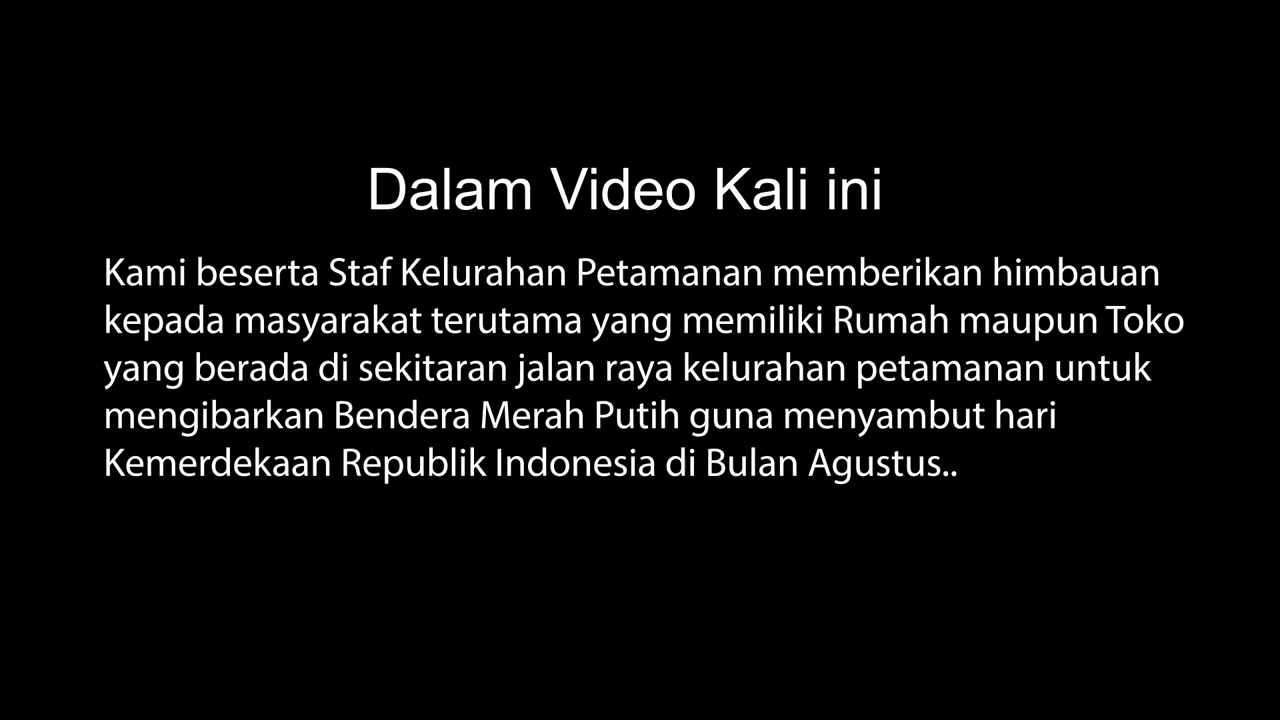 Dalam Video Kali ini
Kami beserta Staf Kelurahan Petamanan memberikan himbauan
kepada masyarakat terutama yang memiliki Rumah maupun Toko
yang berada di sekitaran jalan raya kelurahan petamanan untuk
mengibarkan Bendera Merah Putih guna menyambut hari
Kemerdekaan Republik Indonesia di Bulan Agustus..